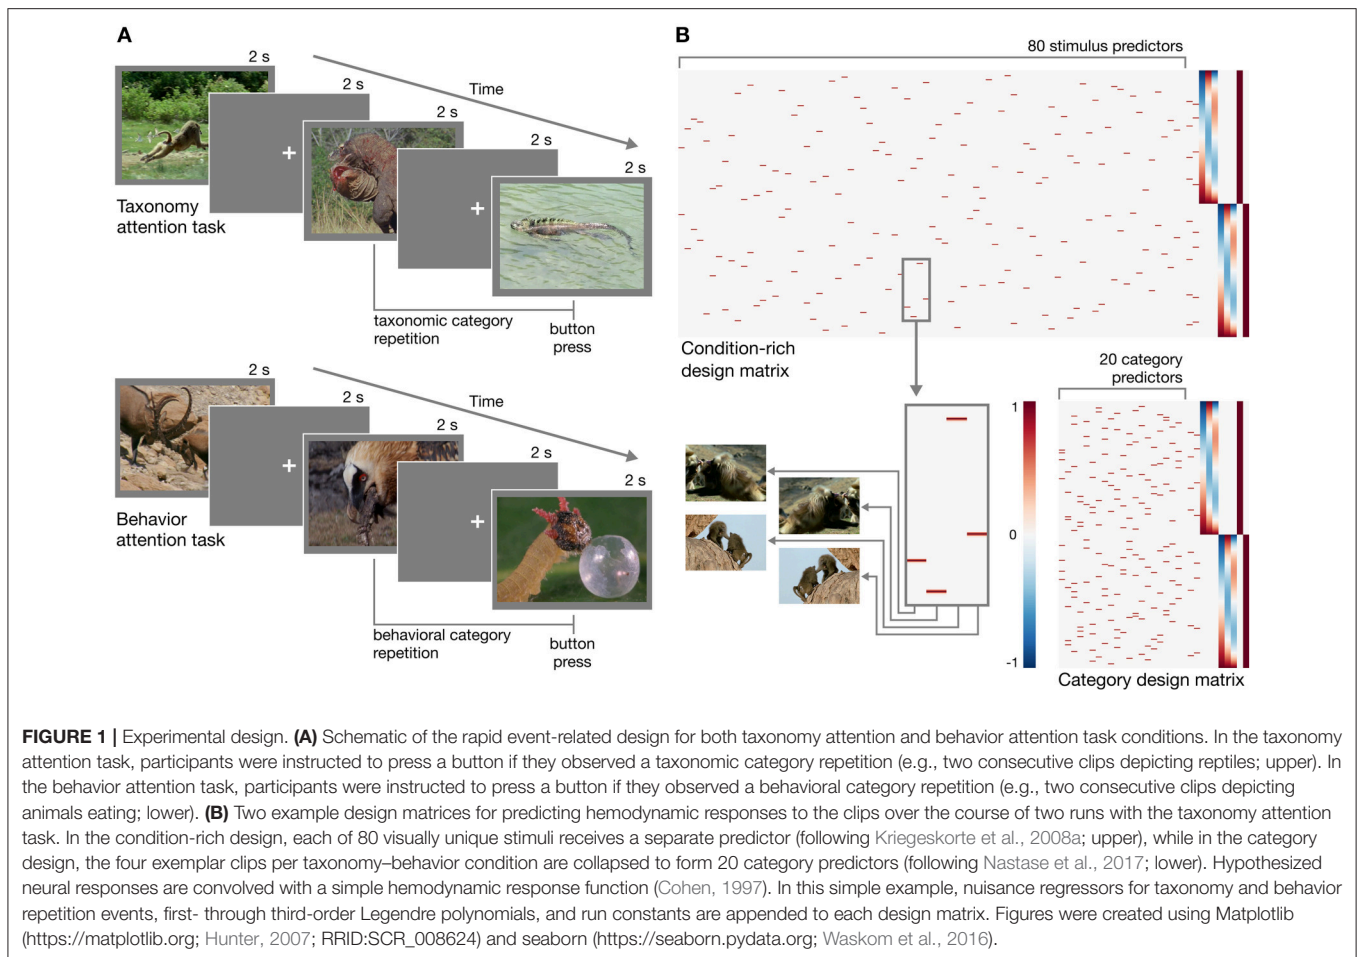 A
2 s
2 s
Time
2 s
2 s
2 s
Taxonomy
attention task
taxonomic category
repetition
button
press
2 s
2 s
Time
2 s
2 s
2 s
Behavior
attention task
behavioral category
repetition
button
press
B
80 stimulus predictors
Condition-rich
design matrix
20 category
predictors
1
0
-1
Category design matrix
FIGURE 1 | Experimental design. (A) Schematic of the rapid event-related design for both taxonomy attention and behavior attention task conditions. In the taxonomy
attention task, participants were instructed to press a button if they observed a taxonomic category repetition (e.g., two consecutive clips depicting reptiles; upper). In
the behavior attention task, participants were instructed to press a button if they observed a behavioral category repetition (e.g., two consecutive clips depicting
animals eating; lower). (B) Two example design matrices for predicting hemodynamic responses to the clips over the course of two runs with the taxonomy attention
task. In the condition-rich design, each of 80 visually unique stimuli receives a separate predictor (following Kriegeskorte et al., 2008a; upper), while in the category
design, the four exemplar clips per taxonomy–behavior condition are collapsed to form 20 category predictors (following Nastase et al., 2017; lower). Hypothesized
neural responses are convolved with a simple hemodynamic response function (Cohen, 1997). In this simple example, nuisance regressors for taxonomy and behavior
repetition events, first- through third-order Legendre polynomials, and run constants are appended to each design matrix. Figures were created using Matplotlib
(https://matplotlib.org; Hunter, 2007; RRID:SCR_008624) and seaborn (https://seaborn.pydata.org; Waskom et al., 2016).